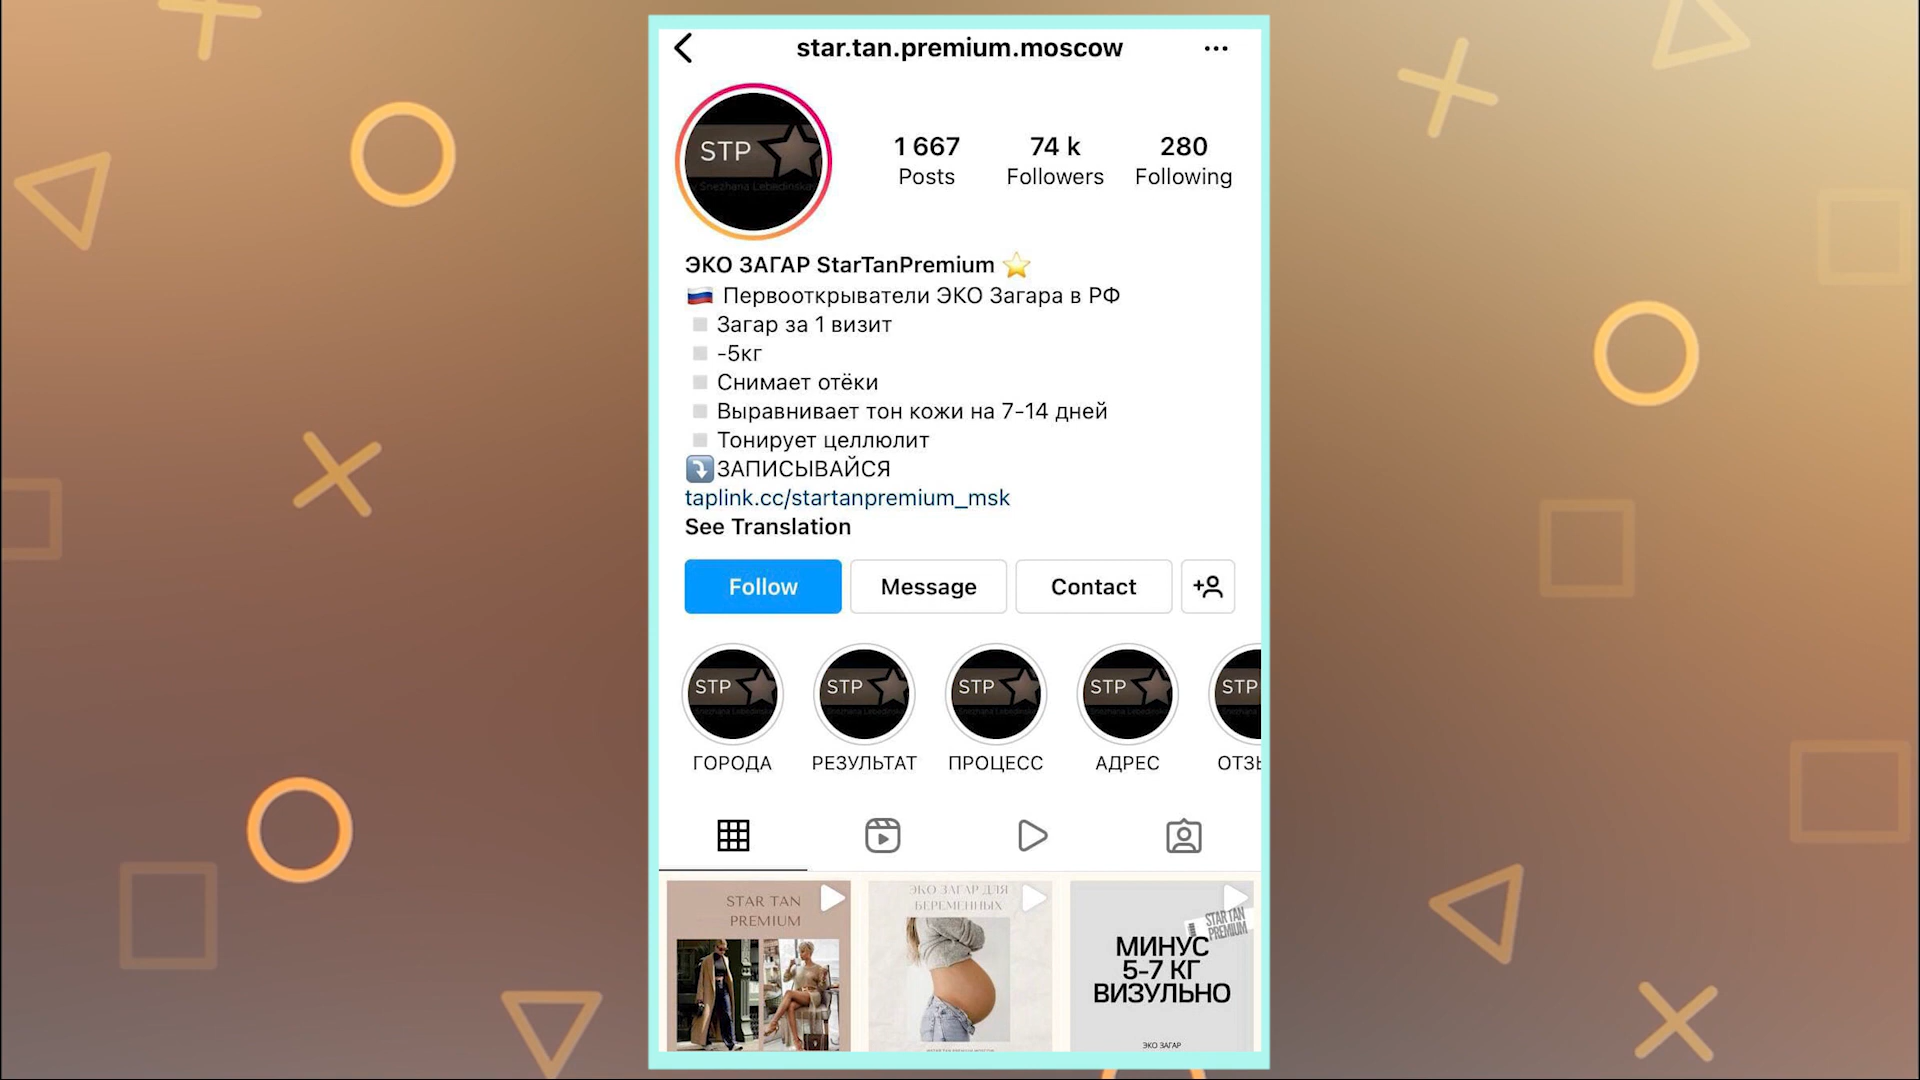 star.tan.premium.moscow
STP
Snezhana Lebedinska
1 667
Posts
74 k
Followers
280
Following
ЭКО ЗАГАР StarTanPremium ⭐
🇷🇺 Первооткрыватели ЭКО Загара в РФ
◽ Загар за 1 визит
◽ -5кг
◽ Снимает отёки
◽ Выравнивает тон кожи на 7-14 дней
◽ Тонирует целлюлит
⤵️ЗАПИСЫВАЙСЯ
taplink.cc/startanpremium_msk
See Translation
Follow
Message
Contact
STP
STP
STP
STP
STP
ГОРОДА
РЕЗУЛЬТАТ
ПРОЦЕСС
АДРЕС
ОТЗЫ
STAR TAN
PREMIUM
ЭКО ЗАГАР ДЛЯ
БЕРЕМЕННЫХ
STAR TAN
PREMIUM
МИНУС
5-7 КГ
ВИЗУЛЬНО
ЭКО ЗАГАР